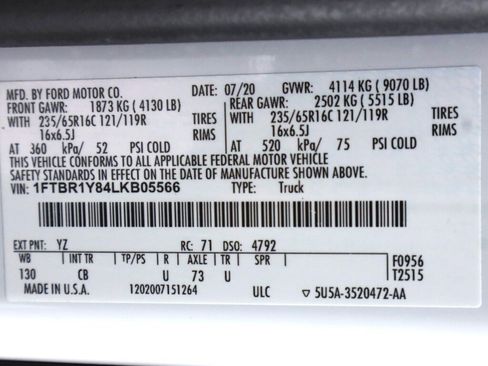 MFD. BY FORD MOTOR CO. DATE: 07/20 GVWR: 4114 KG ( 9070 LB)
FRONT GAWR: 1873 KG ( 4130 LB) REAR GAWR: 2502 KG ( 5515 LB)
WITH 235/65R16C 121/119R TIRES WITH 235/65R16C 121/119R TIRES
16x6.5J RIMS 16x6.5J RIMS
AT 360 kPa/ 52 PSI COLD AT 520 kPa/ 75 PSI COLD
THIS VEHICLE CONFORMS TO ALL APPLICABLE FEDERAL MOTOR VEHICLE
SAFETY STANDARDS IN EFFECT ON THE DATE OF MANUFACTURE SHOWN ABOVE.
VIN: 1FTBR1Y84LKB05566 TYPE: Truck
EXT PNT: YZ RC: 71 DSO: 4792
WB INT TR TP/PS R AXLE TR SPR F0956
130 CB U 73 U T2515
MADE IN U.S.A. 1202007151264 ULC 5U5A-3520472-AA